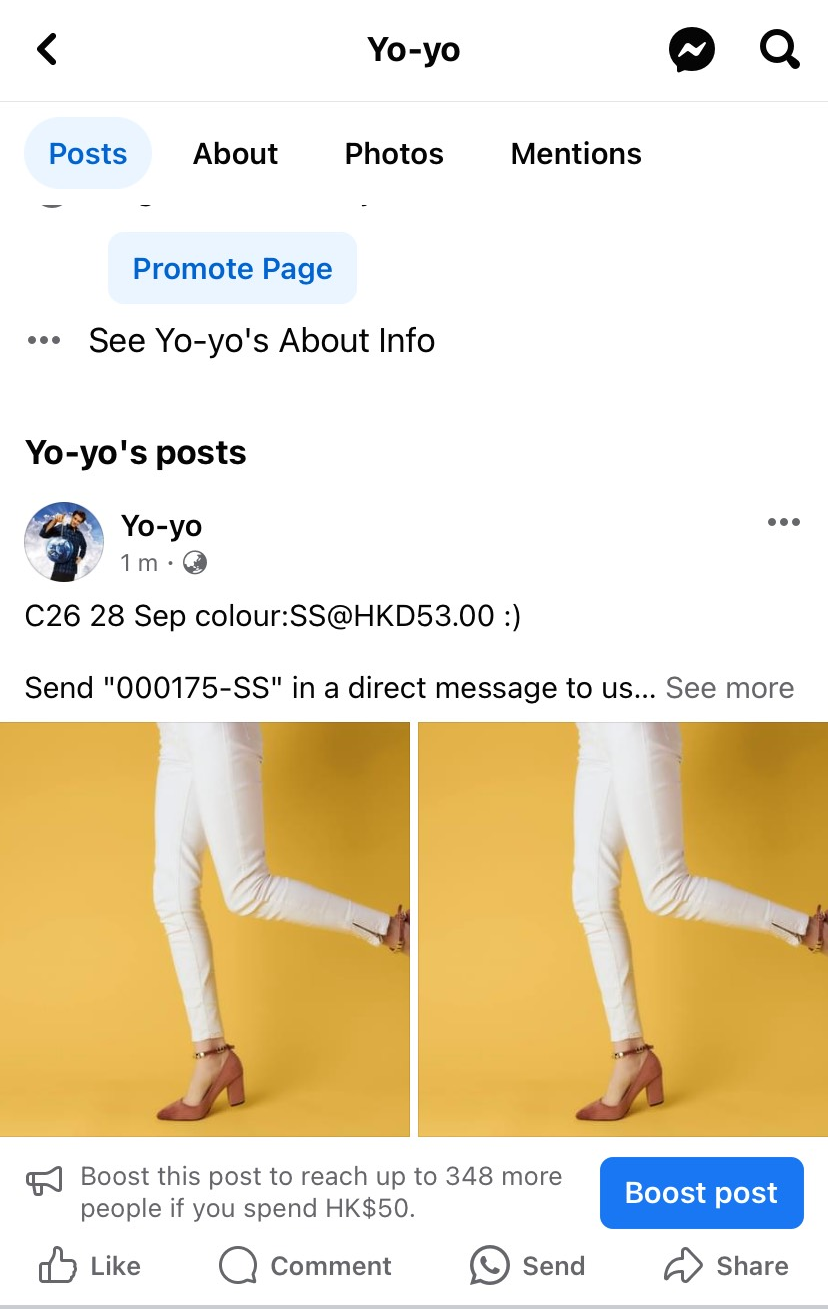 Yo-yo
Posts About Photos Mentions
Promote Page
See Yo-yo's About Info
Yo-yo's posts
Yo-yo
1 m ·
C26 28 Sep colour:SS@HKD53.00 :)
Send "000175-SS" in a direct message to us... See more
Boost this post to reach up to 348 more
people if you spend HK$50.
Boost post
Like Comment Send Share